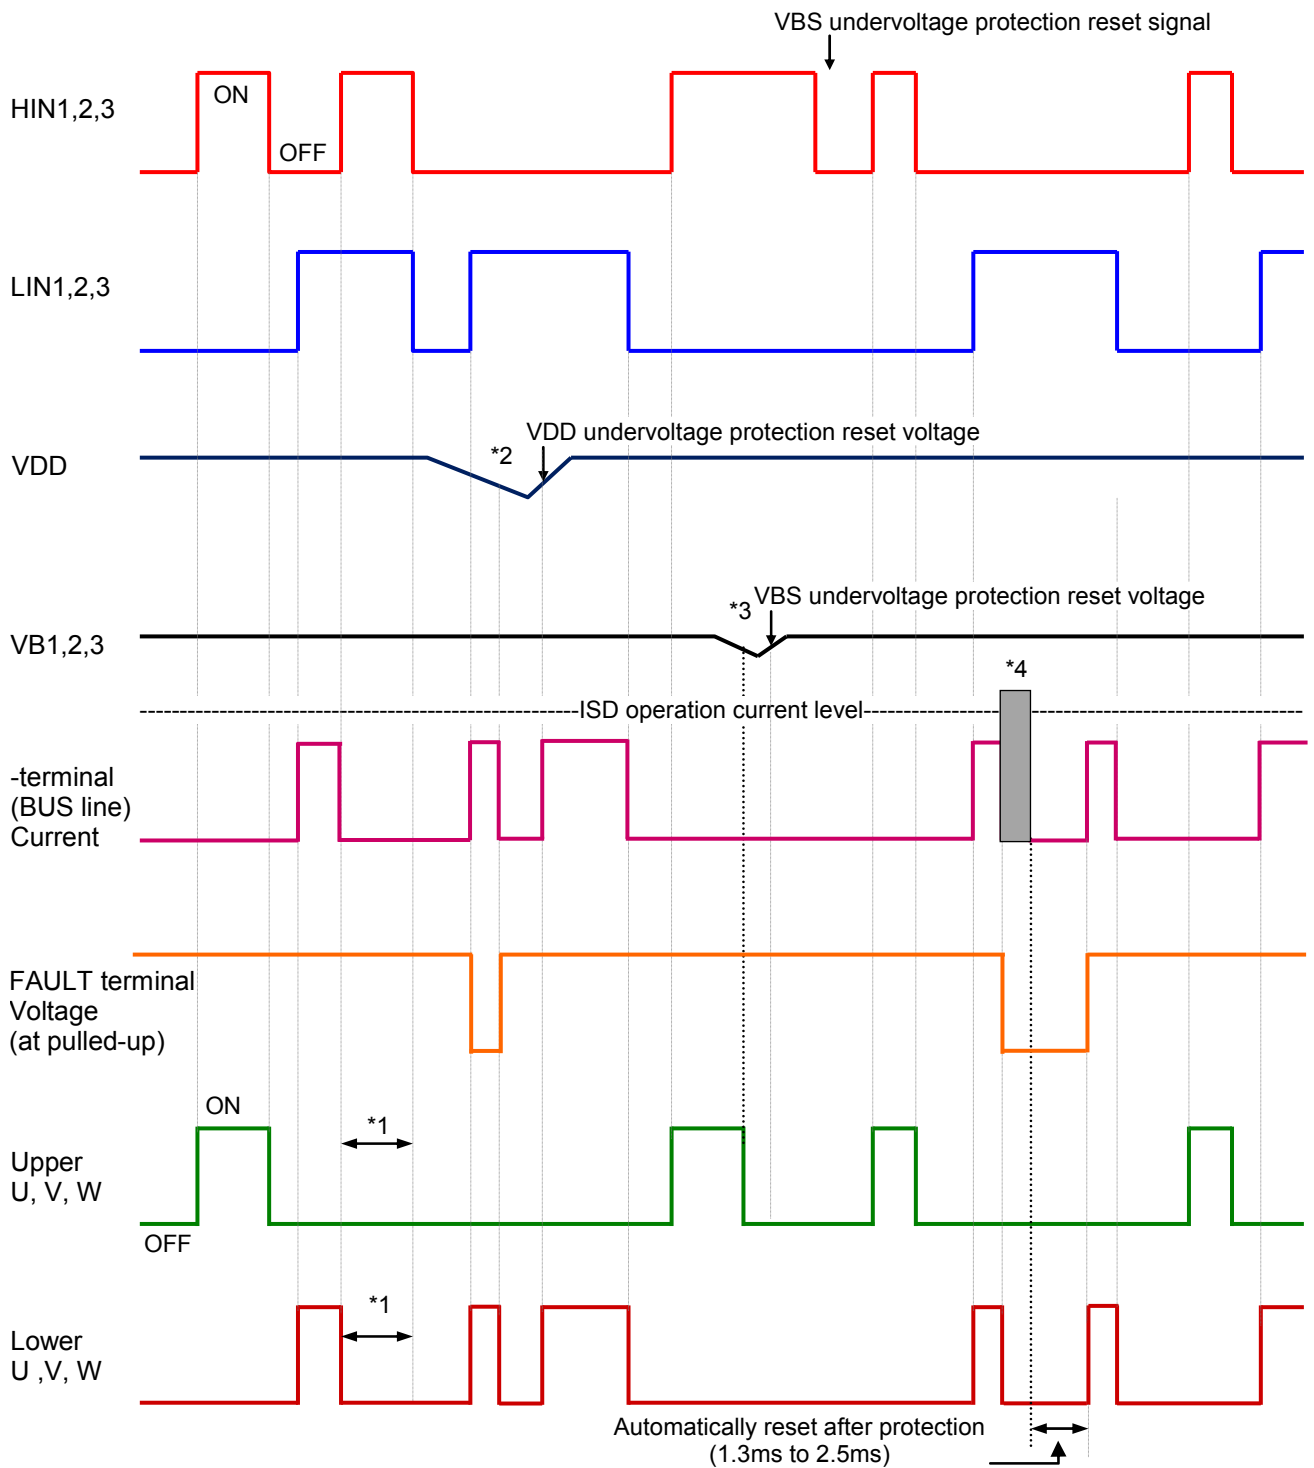 VBS undervoltage protection reset signal
HIN1,2,3
ON
OFF
LIN1,2,3
VDD undervoltage protection reset voltage
*2
VDD
VBS undervoltage protection reset voltage
*3
VB1,2,3
*4
ISD operation current level
-terminal
(BUS line)
Current
FAULT terminal
Voltage
(at pulled-up)
ON
*1
Upper
U, V, W
OFF
*1
Lower
U ,V, W
Automatically reset after protection
(1.3ms to 2.5ms)